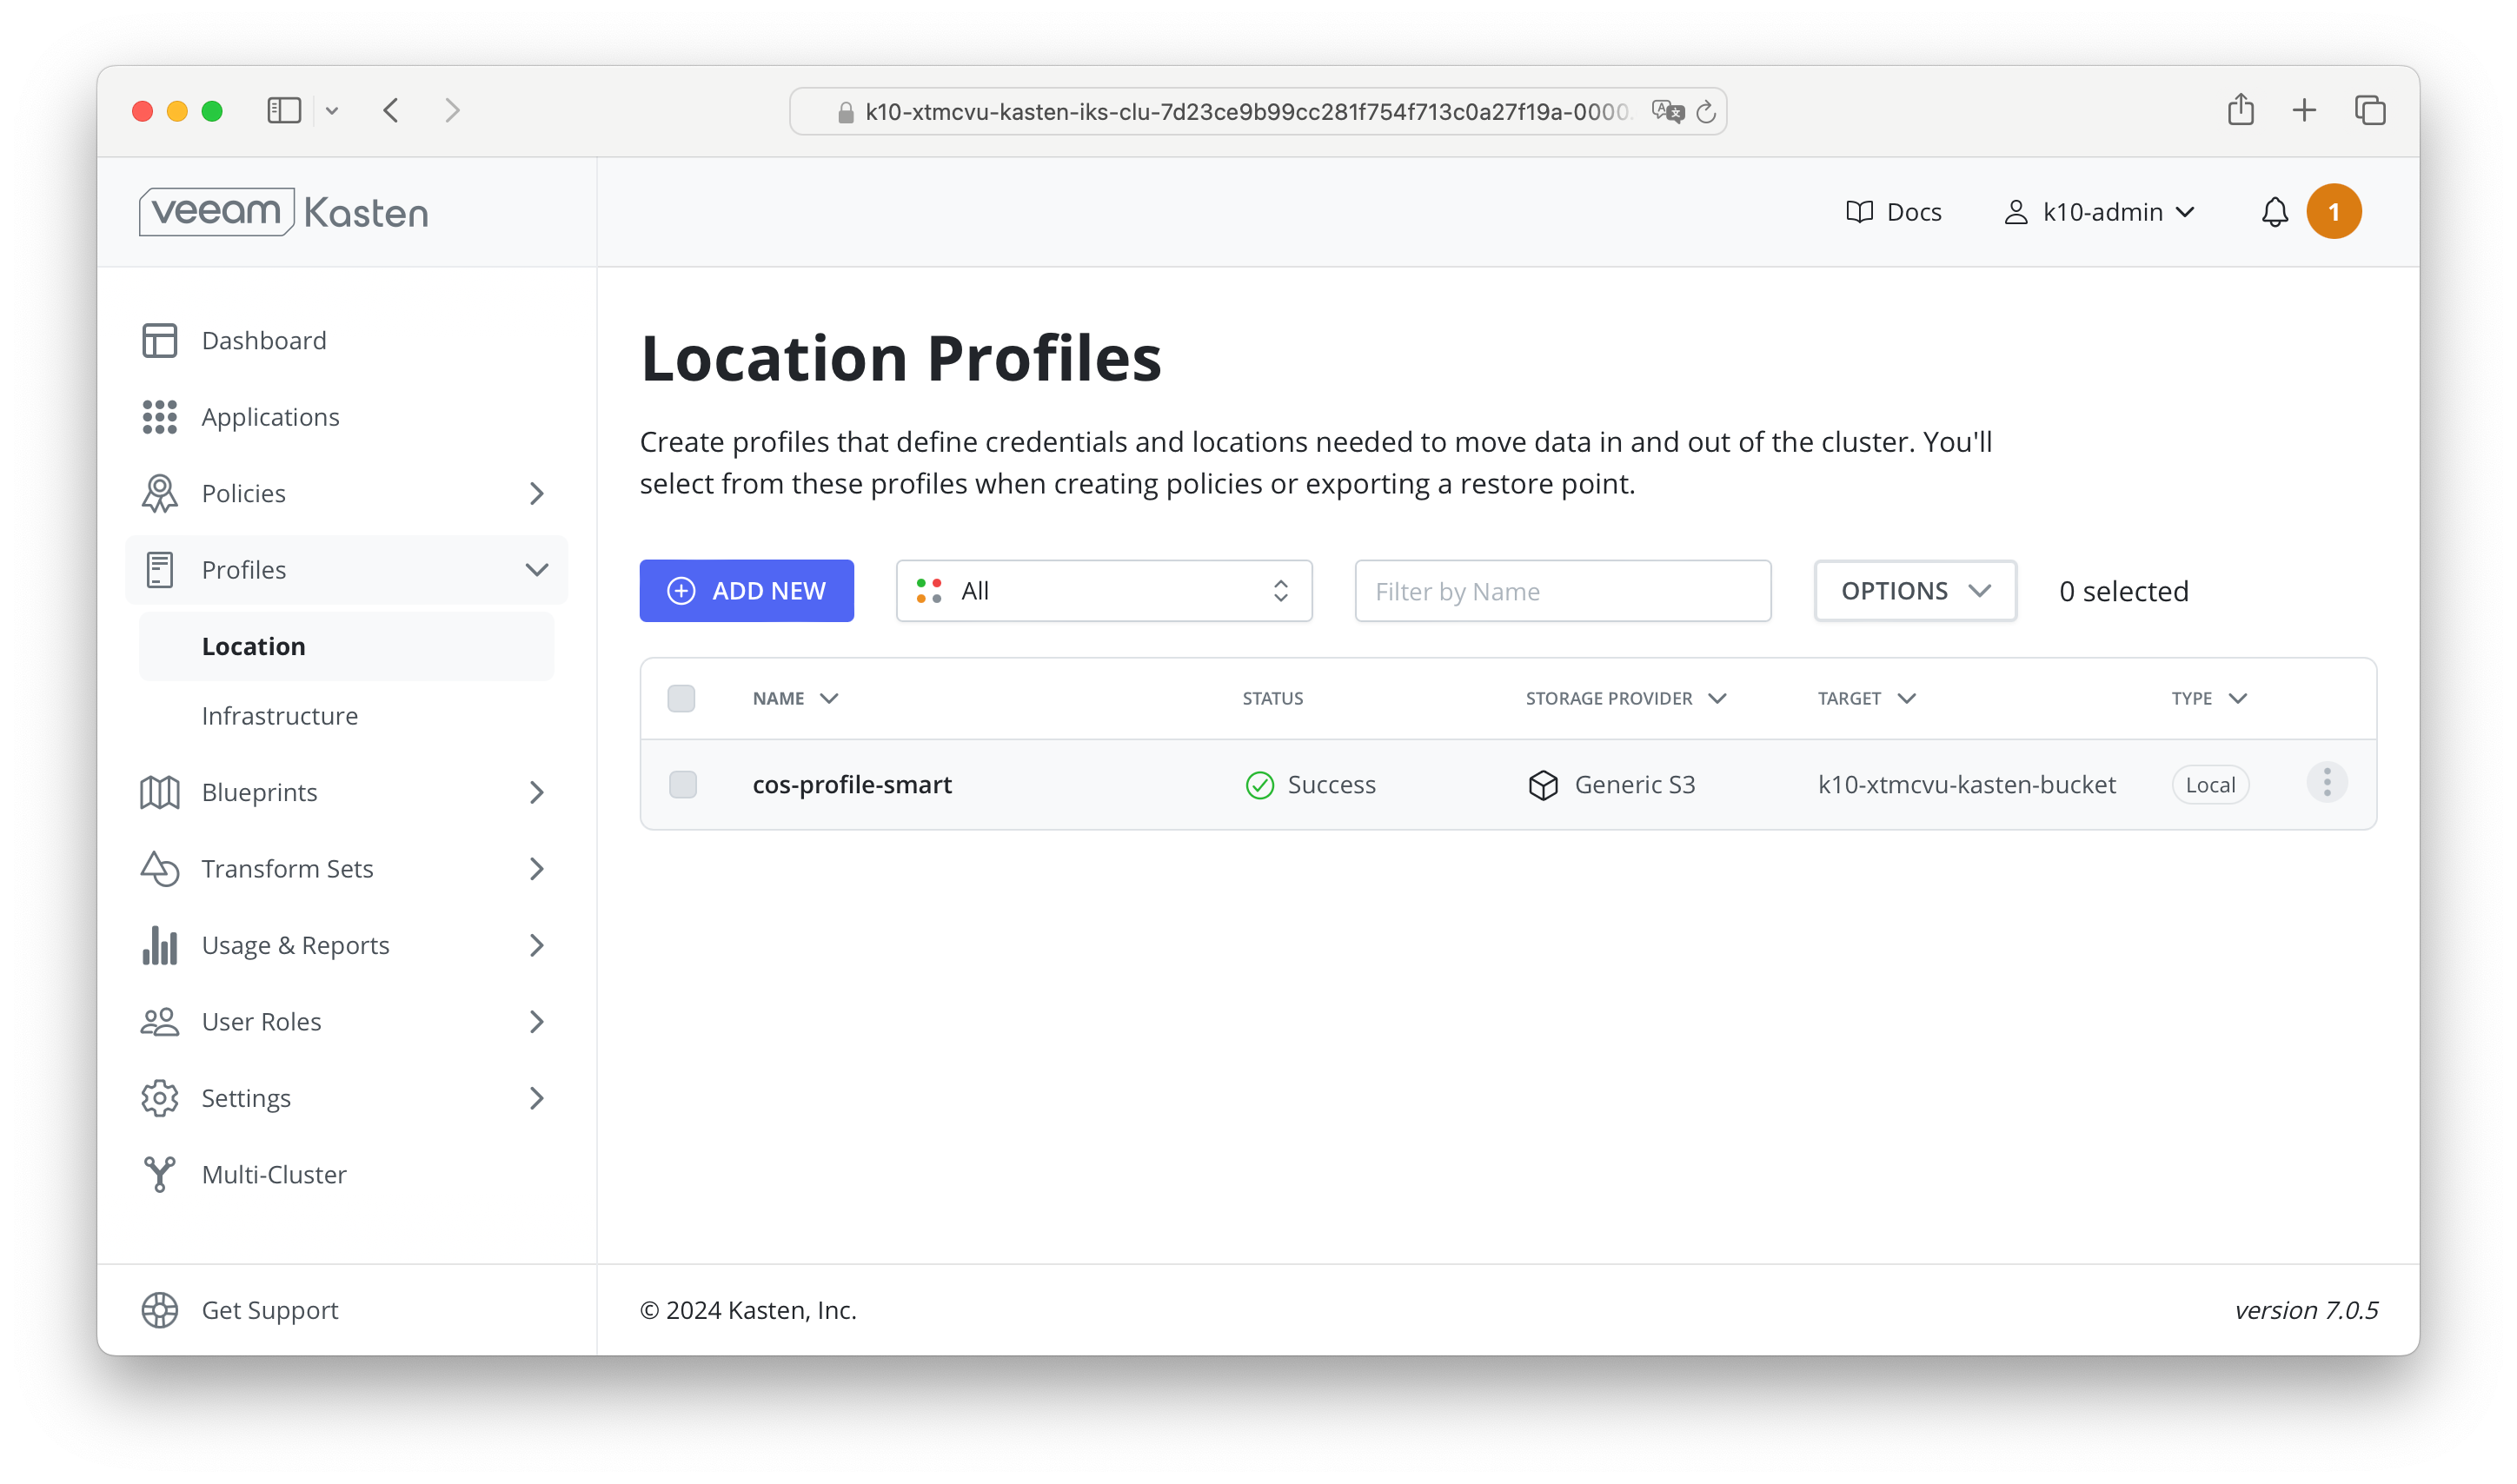 k10-xtmcvu-kasten-iks-clu-7d23ce9b99cc281f754f713c0a27f19a-0000.
veeam Kasten
Docs
k10-admin
1
Dashboard
Applications
Policies
Profiles
Location
Infrastructure
Blueprints
Transform Sets
Usage & Reports
User Roles
Settings
Multi-Cluster
Get Support
Location Profiles
Create profiles that define credentials and locations needed to move data in and out of the cluster. You'll
select from these profiles when creating policies or exporting a restore point.
ADD NEW
All
Filter by Name
OPTIONS
0 selected
NAME STATUS STORAGE PROVIDER TARGET TYPE
cos-profile-smart Success Generic S3 k10-xtmcvu-kasten-bucket Local
© 2024 Kasten, Inc.
version 7.0.5